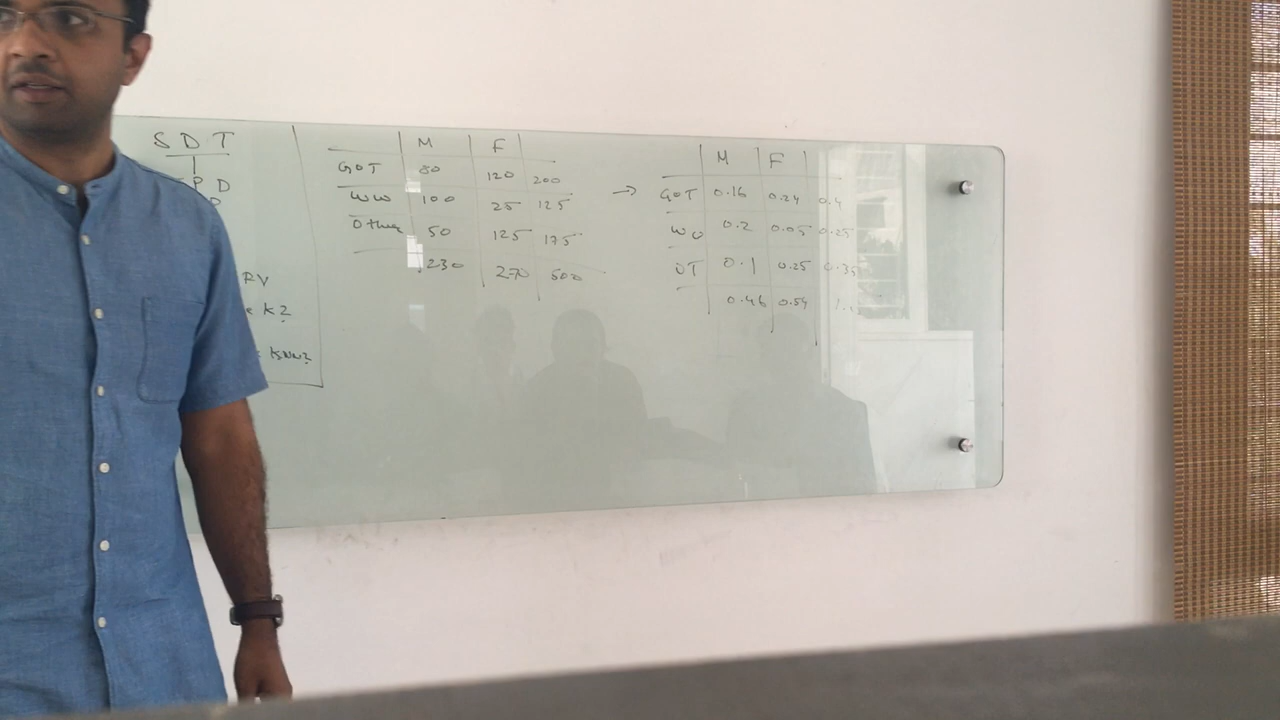 S D T
P D
RV
k?
KNN?
M F
GOT 80 120 200
WW 100 25 125
Other 50 125 175
230 270 500
→
M F
GOT 0.16 0.24 0.4
WW 0.2 0.05 0.25
OT 0.1 0.25 0.35
0.46 0.54